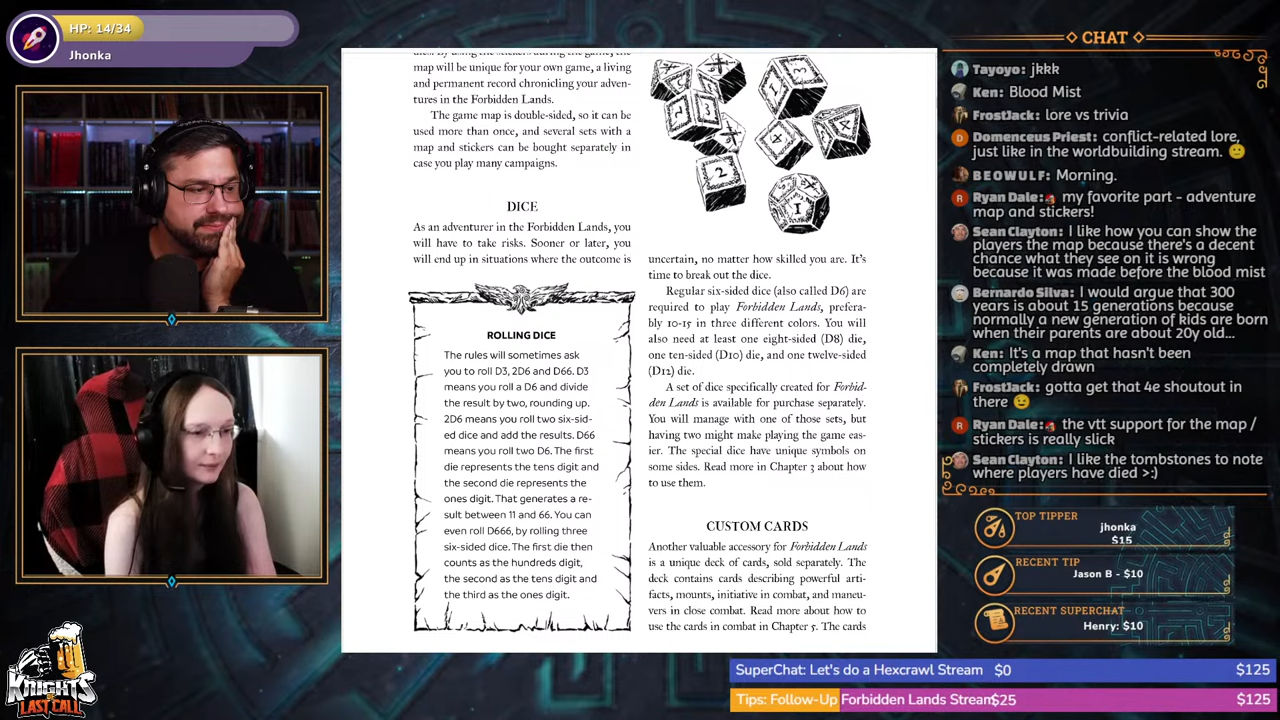 HP: 14/34
Jhonka
map will be unique for your own game, a living
and permanent record chronicling your adven-
tures in the Forbidden Lands.
The game map is double-sided, so it can be
used more than once, and several sets with a
map and stickers can be bought separately in
case you play many campaigns.
DICE
As an adventurer in the Forbidden Lands, you
will have to take risks. Sooner or later, you
will end up in situations where the outcome is
ROLLING DICE
The rules will sometimes ask
you to roll D3, 2D6 and D66. D3
means you roll a D6 and divide
the result by two, rounding up.
2D6 means you roll two six-sid-
ed dice and add the results. D66
means you roll two D6. The first
die represents the tens digit and
the second die represents the
ones digit. That generates a re-
sult between 11 and 66. You can
even roll D666, by rolling three
six-sided dice. The first die then
counts as the hundreds digit,
the second as the tens digit and
the third as the ones digit.
uncertain, no matter how skilled you are. It's
time to break out the dice.
Regular six-sided dice (also called D6) are
required to play Forbidden Lands, prefera-
bly 10-15 in three different colors. You will
also need at least one eight-sided (D8) die,
one ten-sided (D10) die, and one twelve-sided
(D12) die.
A set of dice specifically created for Forbid-
den Lands is available for purchase separately.
You will manage with one of those sets, but
having two might make playing the game eas-
ier. The special dice have unique symbols on
some sides. Read more in Chapter 3 about how
to use them.
CUSTOM CARDS
Another valuable accessory for Forbidden Lands
is a unique deck of cards, sold separately. The
deck contains cards describing powerful arti-
facts, mounts, initiative in combat, and maneu-
vers in close combat. Read more about how to
use the cards in combat in Chapter 5. The cards
CHAT
Tayoyo: jkkk
Ken: Blood Mist
FrostJack: lore vs trivia
Domenceus Priest: conflict-related lore,
just like in the worldbuilding stream. 🙂
BEOWULF: Morning.
Ryan Dale: my favorite part - adventure
map and stickers!
Sean Clayton: I like how you can show the
players the map because there's a decent
chance what they see on it is wrong
because it was made before the blood mist
Bernardo Silva: I would argue that 300
years is about 15 generations because
normally a new generation of kids are born
when their parents are about 20y old...
Ken: It's a map that hasn't been
completely drawn
FrostJack: gotta get that 4e shoutout in
there 😉
Ryan Dale: the vtt support for the map /
stickers is really slick
Sean Clayton: I like the tombstones to note
where players have died >:)
TOP TIPPER
jhonka
$15
RECENT TIP
Jason B - $10
RECENT SUPERCHAT
Henry: $10
SuperChat: Let's do a Hexcrawl Stream $0 $125
Tips: Follow-Up Forbidden Lands Stream $25 $125
KNIGHTS
OF
LAST CALL